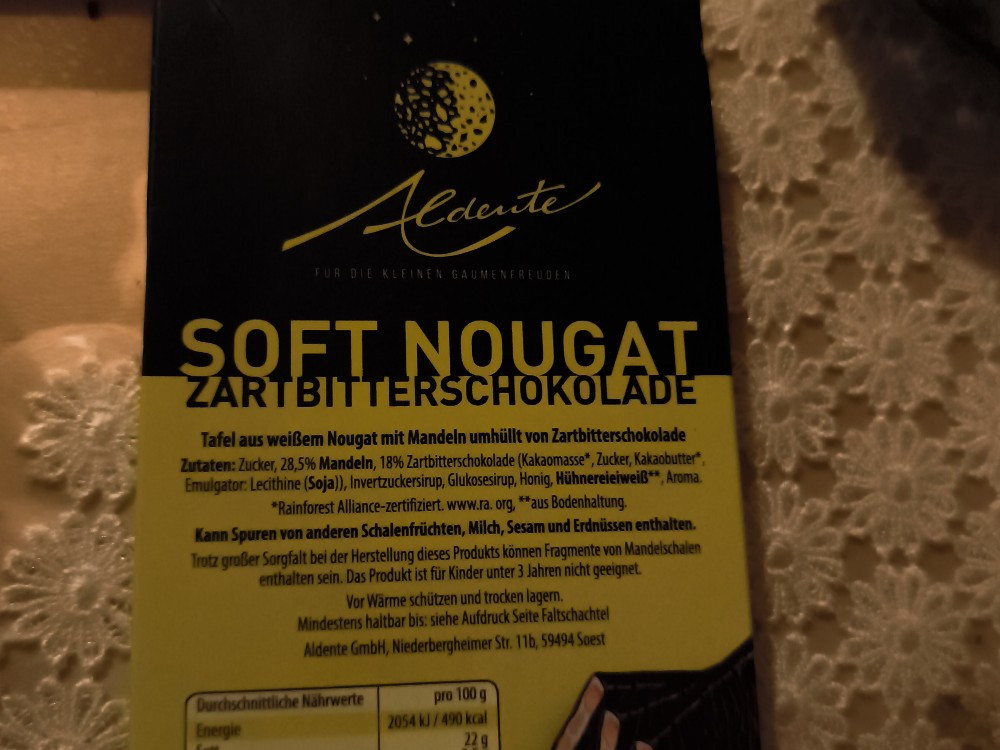 Aldente
FÜR DIE KLEINEN GAUMENFREUDEN
SOFT NOUGAT
ZARTBITTERSCHOKOLADE
Tafel aus weißem Nougat mit Mandeln umhüllt von Zartbitterschokolade
Zutaten: Zucker, 28,5% Mandeln, 18% Zartbitterschokolade (Kakaomasse*, Zucker, Kakaobutter*,
Emulgator: Lecithine (Soja)), Invertzuckersirup, Glukosesirup, Honig, Hühnereieiweiß**, Aroma.
*Rainforest Alliance-zertifiziert. www.ra. org, **aus Bodenhaltung.
Kann Spuren von anderen Schalenfrüchten, Milch, Sesam und Erdnüssen enthalten.
Trotz großer Sorgfalt bei der Herstellung dieses Produkts können Fragmente von Mandelschalen
enthalten sein. Das Produkt ist für Kinder unter 3 Jahren nicht geeignet.
Vor Wärme schützen und trocken lagern.
Mindestens haltbar bis: siehe Aufdruck Seite Faltschachtel
Aldente GmbH, Niederbergheimer Str. 11b, 59494 Soest
Durchschnittliche Nährwerte pro 100 g
Energie 2054 kJ / 490 kcal
22 g